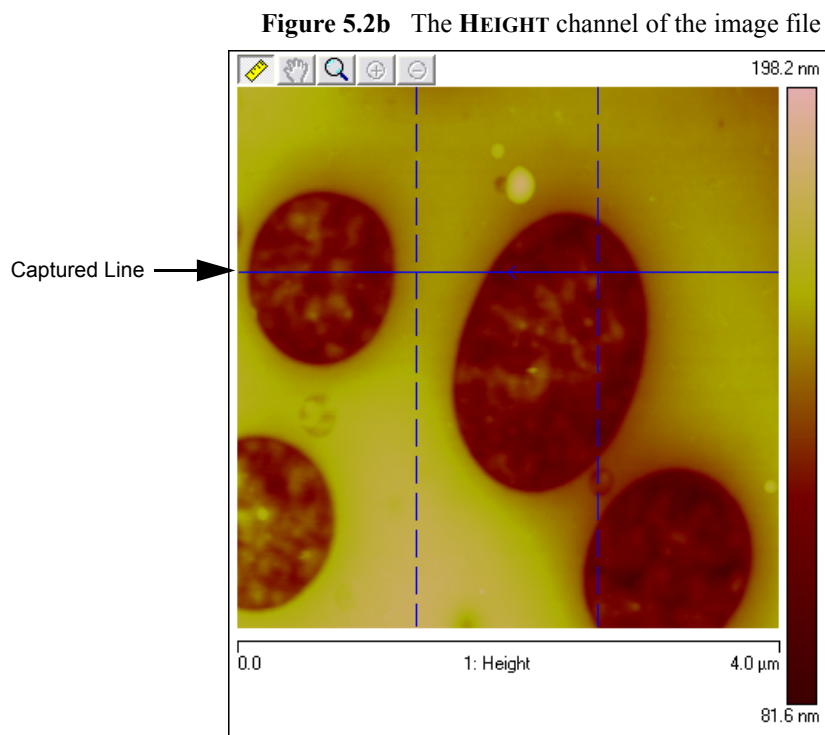 Figure 5.2b The HEIGHT channel of the image file
198.2 nm
Captured Line
0.0 1: Height 4.0 µm
81.6 nm